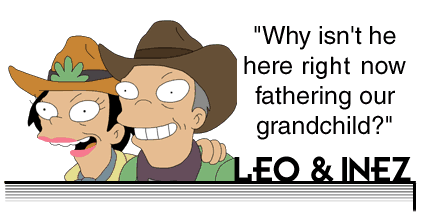 "Why isn't he
here right now
fathering our
grandchild?"
LEO & INEZ